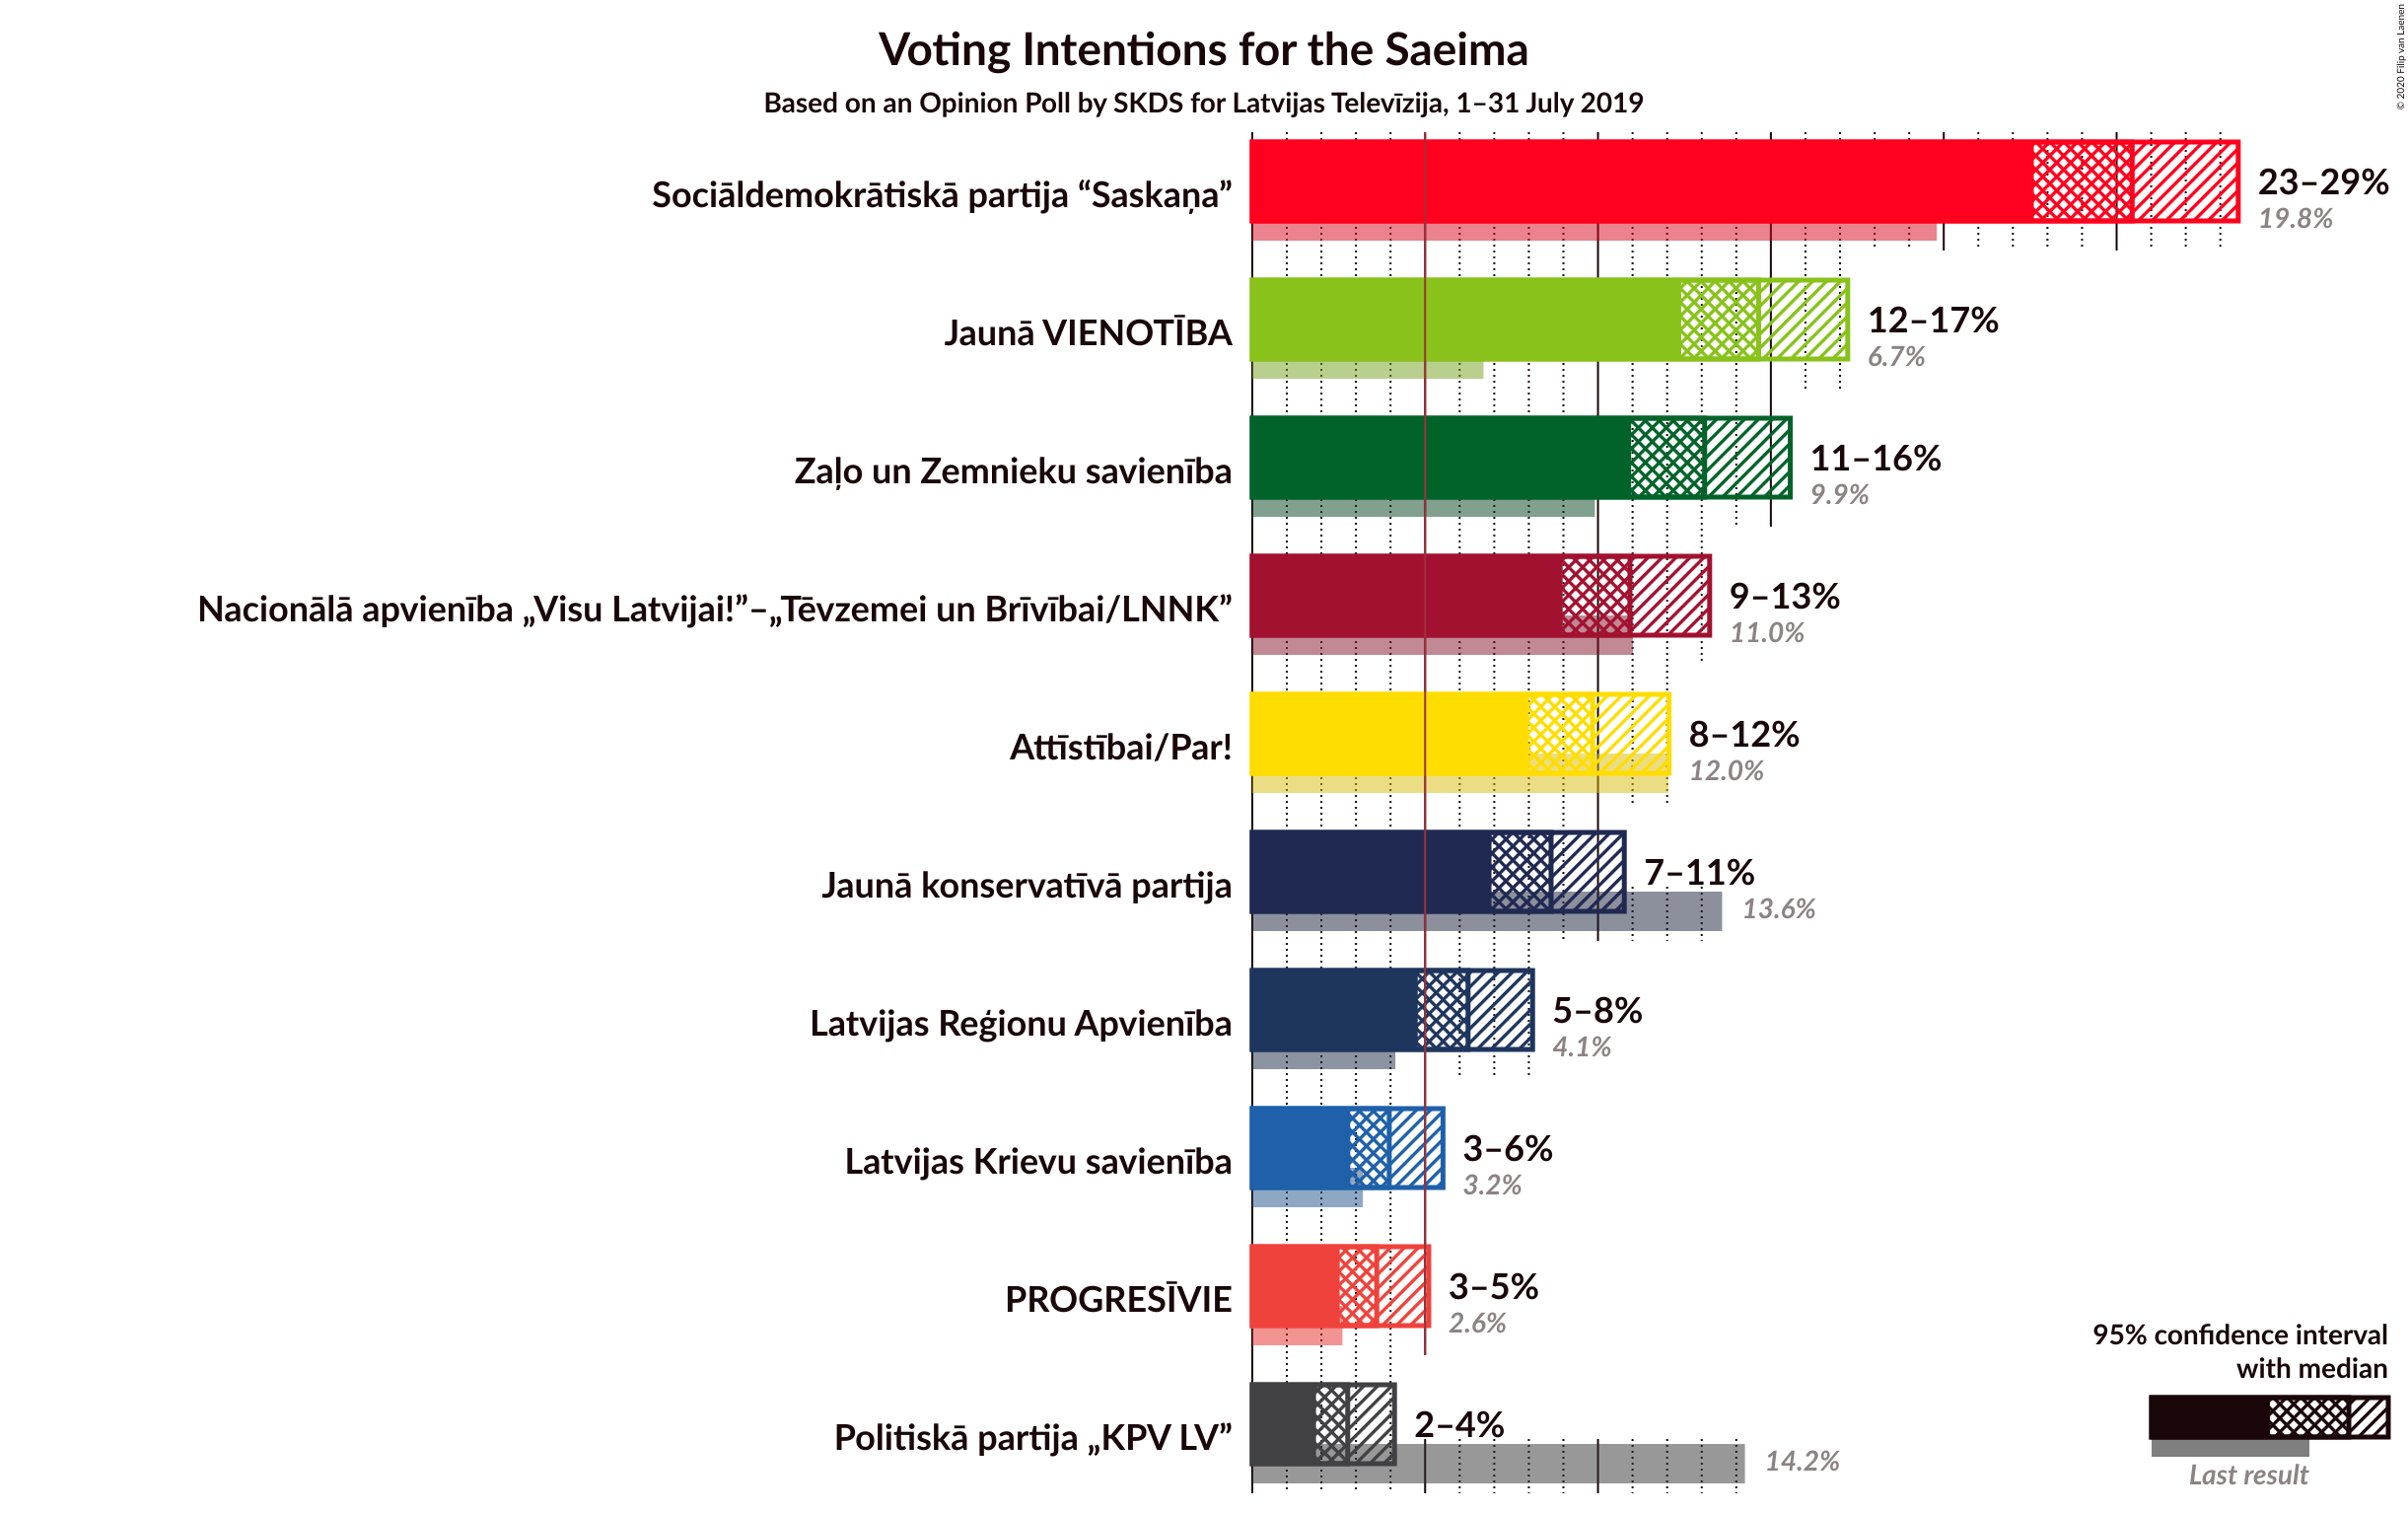 Voting Intentions for the Saeima
Based on an Opinion Poll by SKDS for Latvijas Televīzija, 1–31 July 2019
© 2020 Filip van Laenen
Sociāldemokrātiskā partija “Saskaņa”
23–29%
19.8%
Jaunā VIENOTĪBA
12–17%
6.7%
Zaļo un Zemnieku savienība
11–16%
9.9%
Nacionālā apvienība „Visu Latvijai!”–„Tēvzemei un Brīvībai/LNNK”
9–13%
11.0%
Attīstībai/Par!
8–12%
12.0%
Jaunā konservatīvā partija
7–11%
13.6%
Latvijas Reģionu Apvienība
5–8%
4.1%
Latvijas Krievu savienība
3–6%
3.2%
PROGRESĪVIE
3–5%
2.6%
Politiskā partija „KPV LV”
2–4%
14.2%
95% confidence interval
with median
Last result